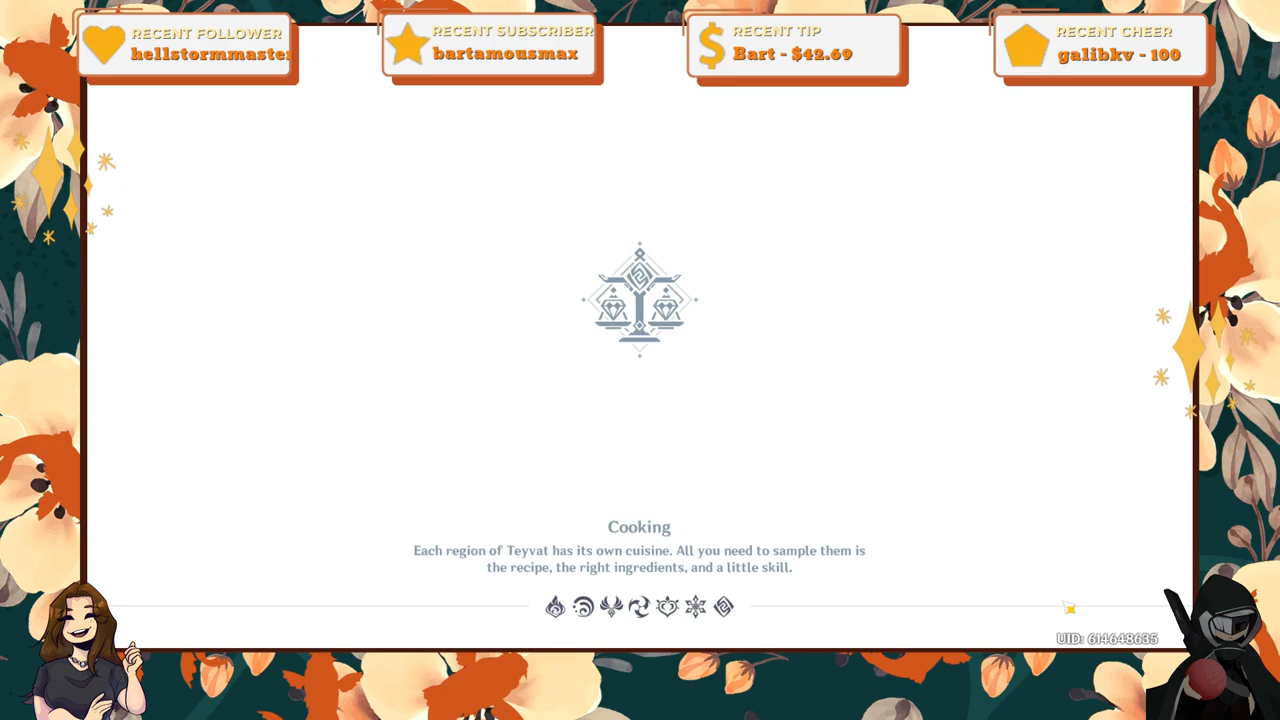 RECENT FOLLOWER
hellstormmaster
RECENT SUBSCRIBER
bartamousmax
RECENT TIP
Bart - $42.69
RECENT CHEER
galibkv - 100
Cooking
Each region of Teyvat has its own cuisine. All you need to sample them is
the recipe, the right ingredients, and a little skill.
UID: 614648635